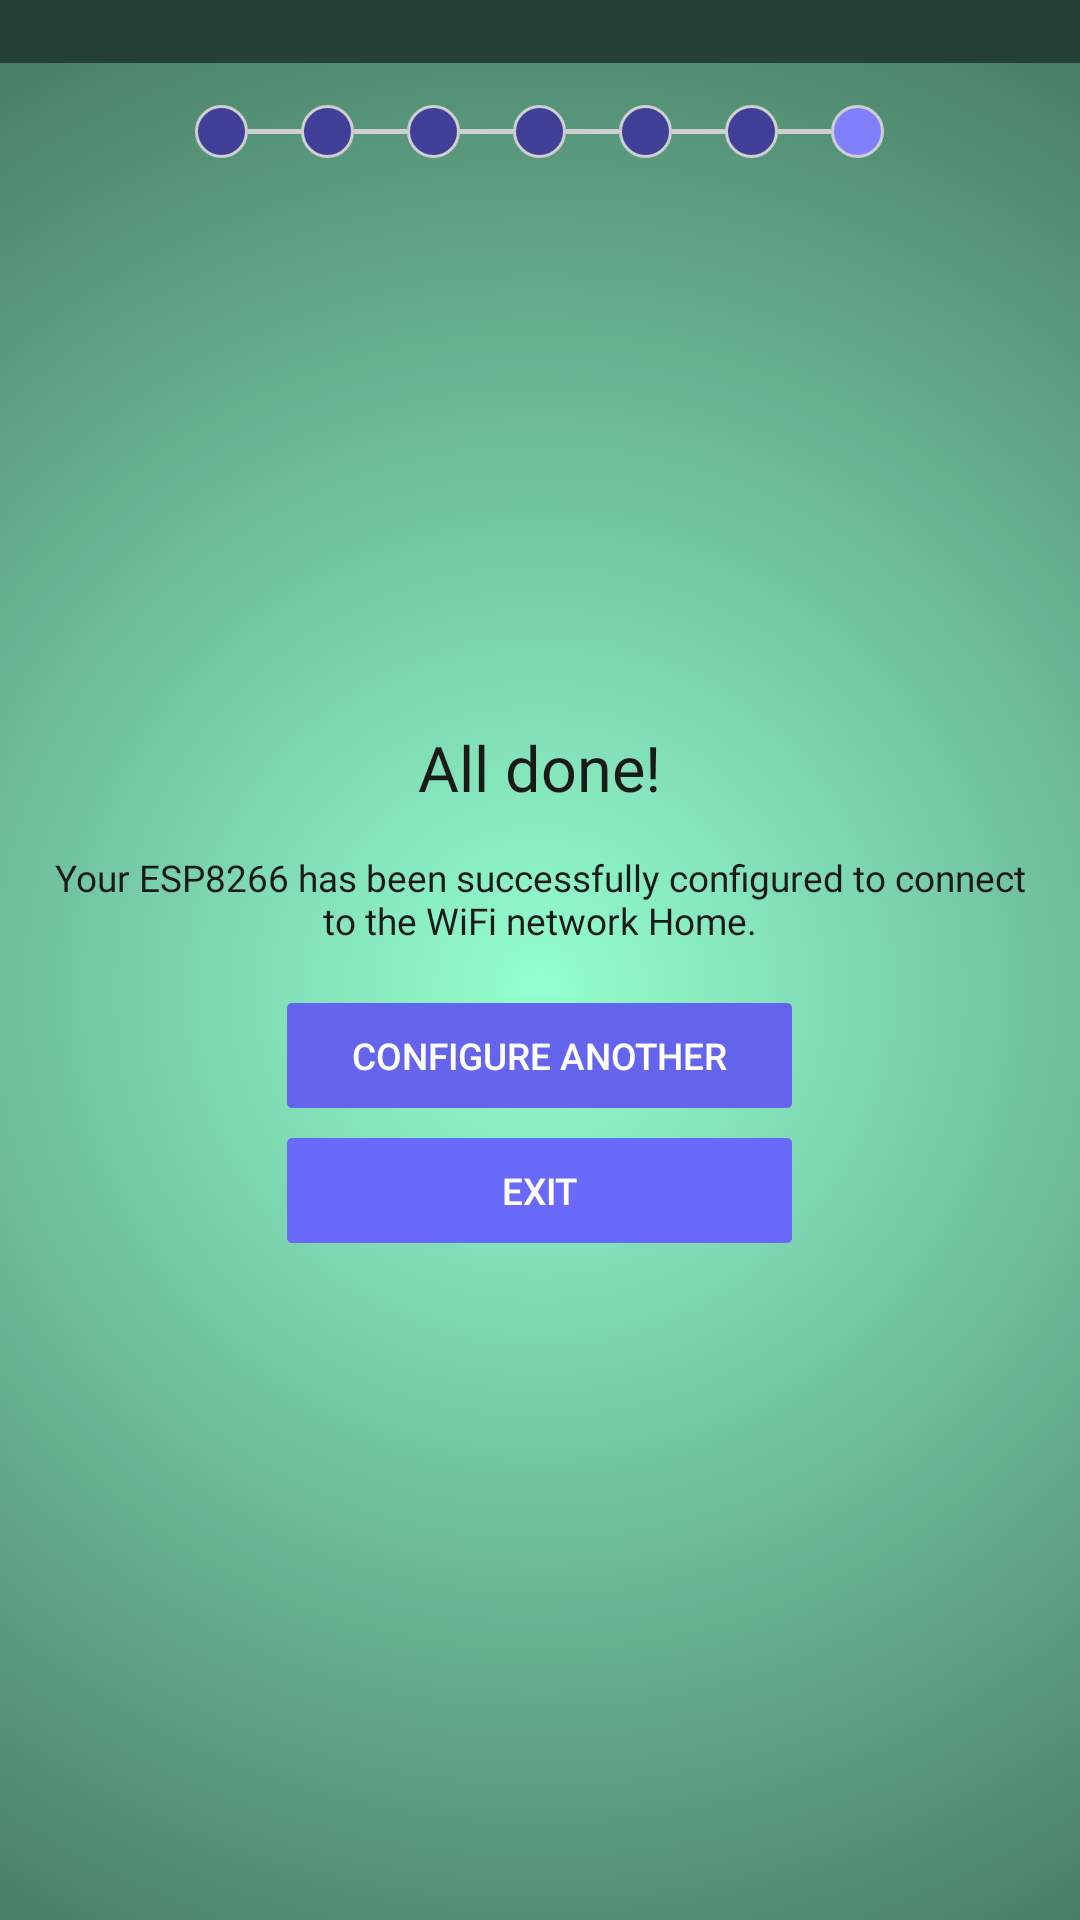 All done!
Your ESP8266 has been successfully configured to connect
to the WiFi network Home.
CONFIGURE ANOTHER
EXIT